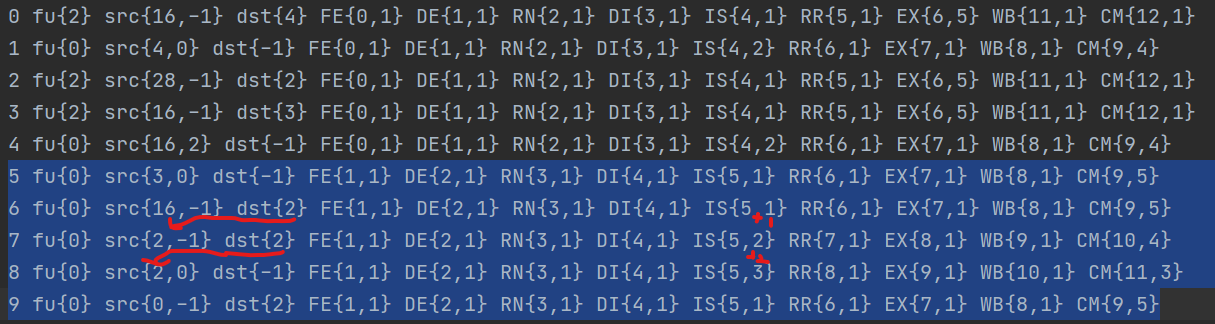 0 fu{2} src{16,-1} dst{4} FE{0,1} DE{1,1} RN{2,1} DI{3,1} IS{4,1} RR{5,1} EX{6,5} WB{11,1} CM{12,1}
1 fu{0} src{4,0} dst{-1} FE{0,1} DE{1,1} RN{2,1} DI{3,1} IS{4,2} RR{6,1} EX{7,1} WB{8,1} CM{9,4}
2 fu{2} src{28,-1} dst{2} FE{0,1} DE{1,1} RN{2,1} DI{3,1} IS{4,1} RR{5,1} EX{6,5} WB{11,1} CM{12,1}
3 fu{2} src{16,-1} dst{3} FE{0,1} DE{1,1} RN{2,1} DI{3,1} IS{4,1} RR{5,1} EX{6,5} WB{11,1} CM{12,1}
4 fu{0} src{16,2} dst{-1} FE{0,1} DE{1,1} RN{2,1} DI{3,1} IS{4,2} RR{6,1} EX{7,1} WB{8,1} CM{9,4}
5 fu{0} src{3,0} dst{-1} FE{1,1} DE{2,1} RN{3,1} DI{4,1} IS{5,1} RR{6,1} EX{7,1} WB{8,1} CM{9,5}
6 fu{0} src{16,-1} dst{2} FE{1,1} DE{2,1} RN{3,1} DI{4,1} IS{5,1} RR{6,1} EX{7,1} WB{8,1} CM{9,5}
7 fu{0} src{2,-1} dst{2} FE{1,1} DE{2,1} RN{3,1} DI{4,1} IS{5,2} RR{7,1} EX{8,1} WB{9,1} CM{10,4}
8 fu{0} src{2,0} dst{-1} FE{1,1} DE{2,1} RN{3,1} DI{4,1} IS{5,3} RR{8,1} EX{9,1} WB{10,1} CM{11,3}
9 fu{0} src{0,-1} dst{2} FE{1,1} DE{2,1} RN{3,1} DI{4,1} IS{5,1} RR{6,1} EX{7,1} WB{8,1} CM{9,5}